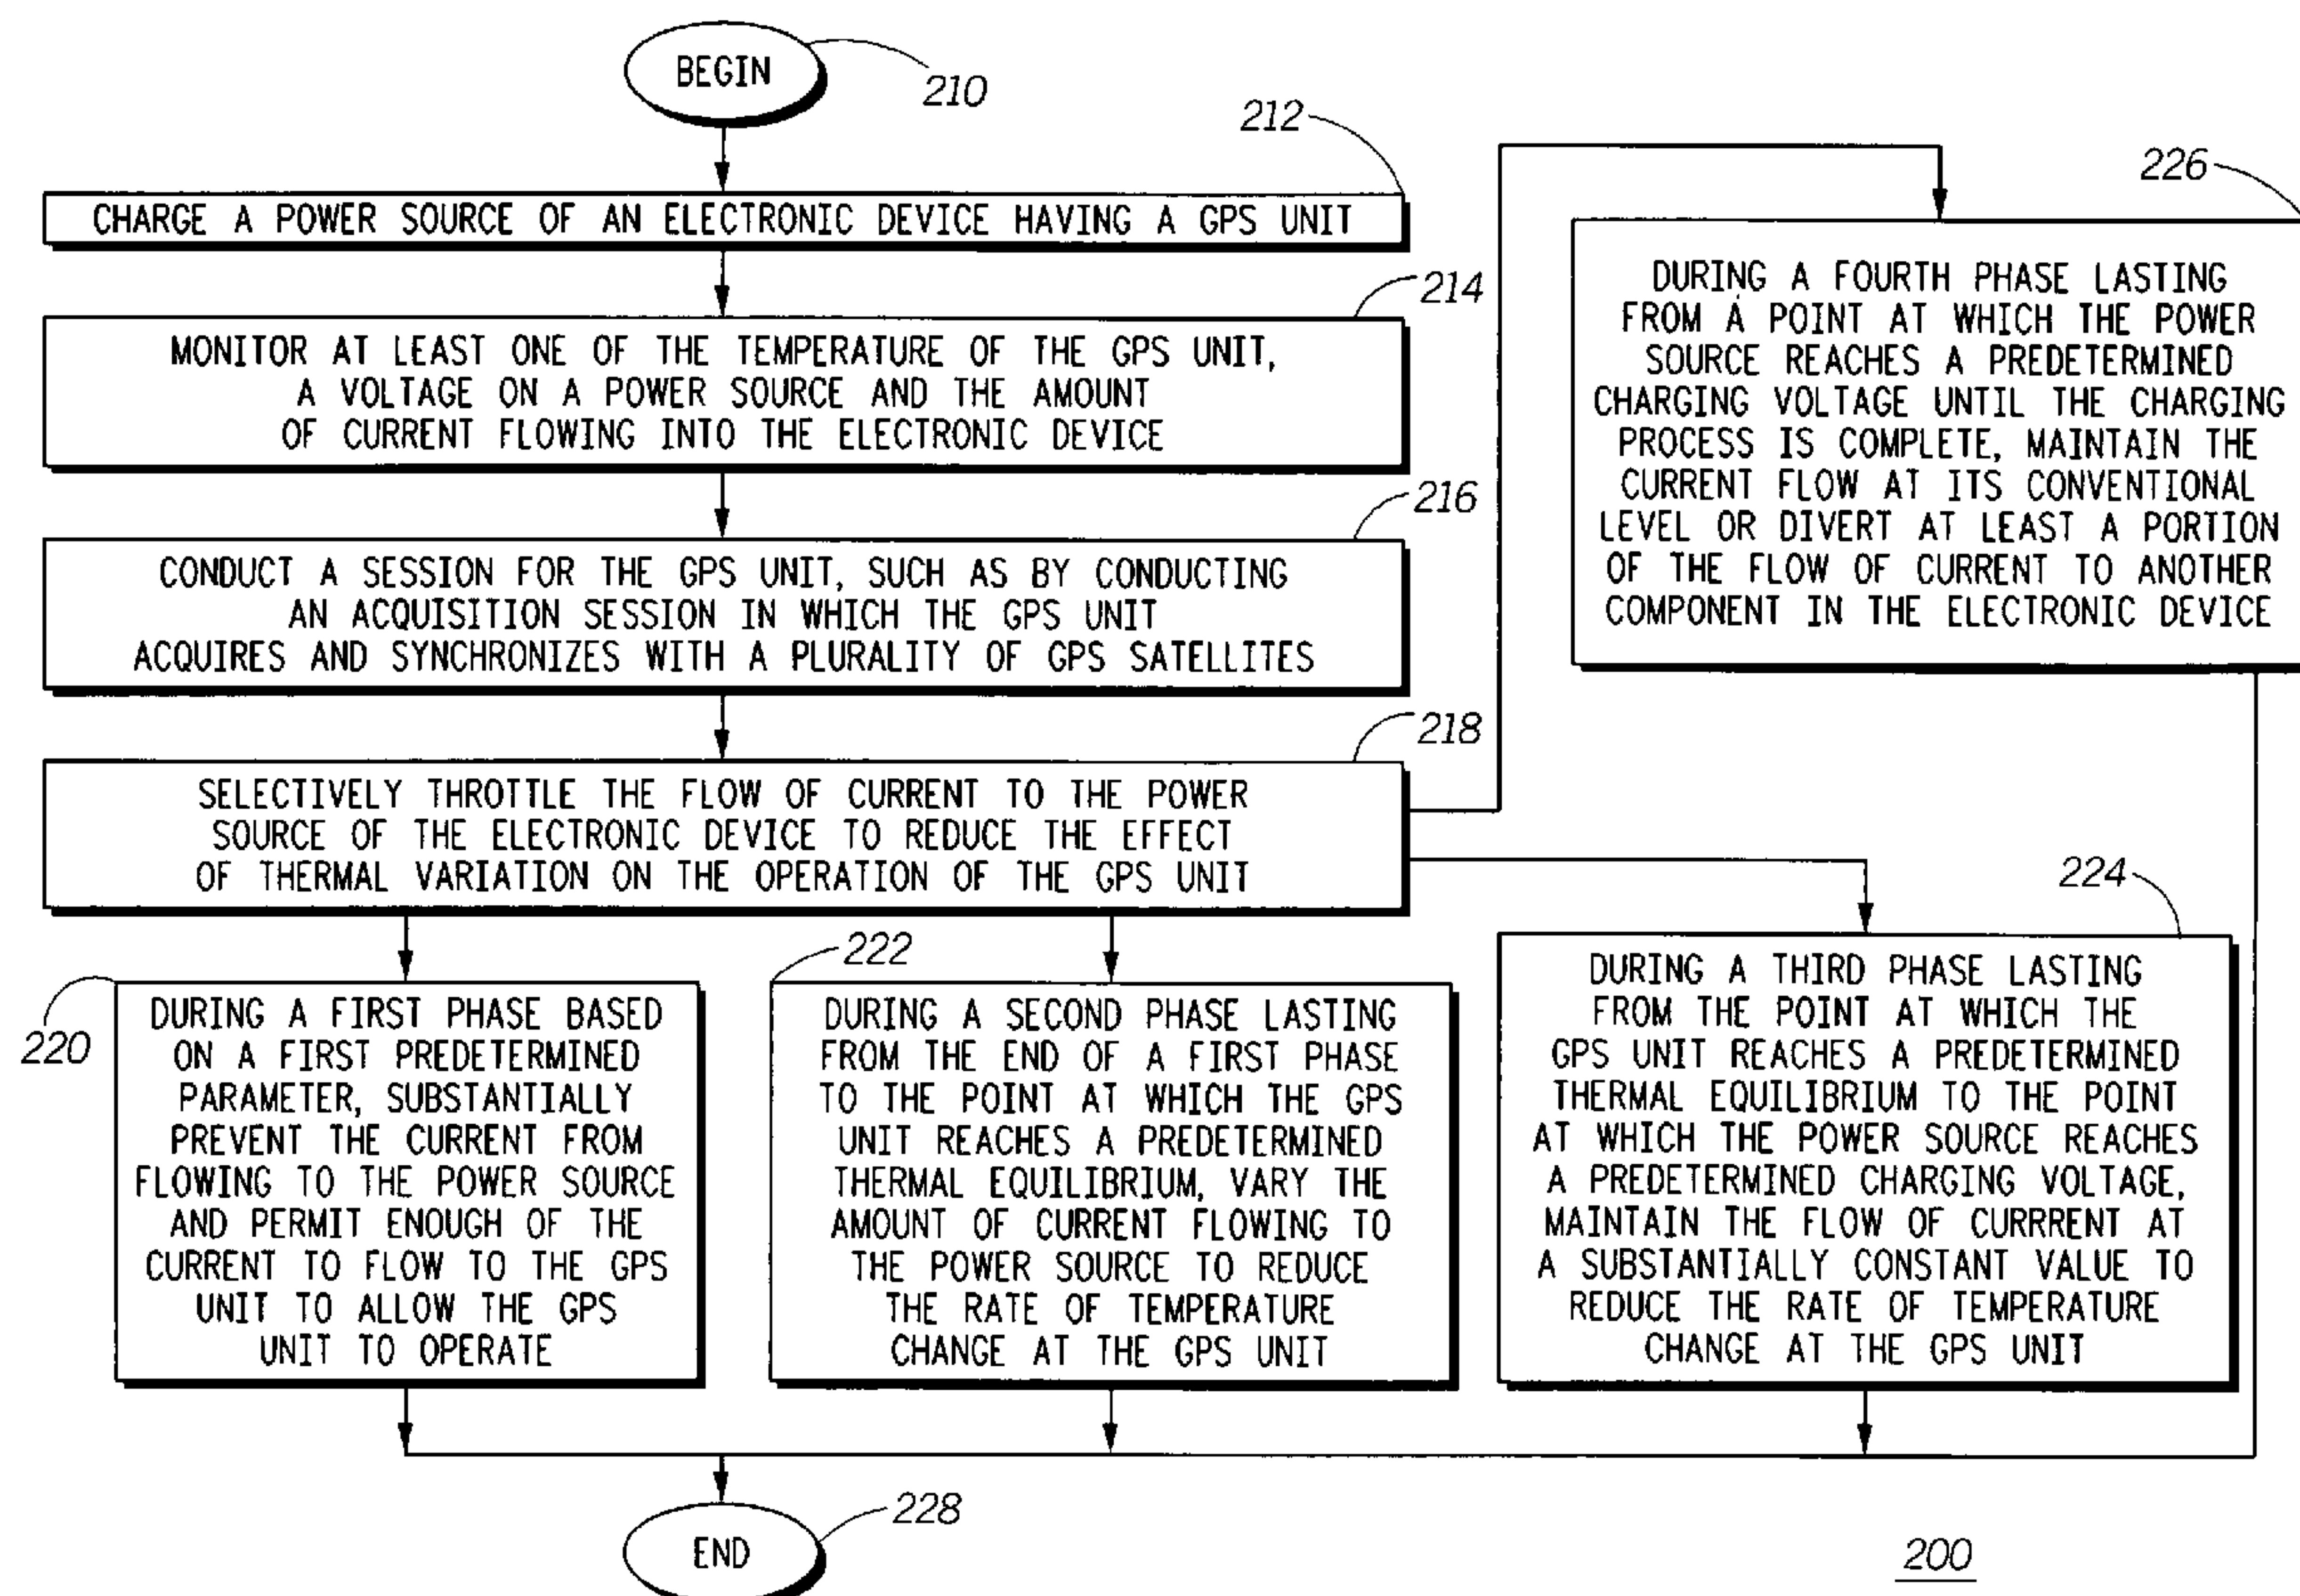 BEGIN
210
212
CHARGE A POWER SOURCE OF AN ELECTRONIC DEVICE HAVING A GPS UNIT
214
MONITOR AT LEAST ONE OF THE TEMPERATURE OF THE GPS UNIT,
A VOLTAGE ON A POWER SOURCE AND THE AMOUNT
OF CURRENT FLOWING INTO THE ELECTRONIC DEVICE
216
CONDUCT A SESSION FOR THE GPS UNIT, SUCH AS BY CONDUCTING
AN ACQUISITION SESSION IN WHICH THE GPS UNIT
ACQUIRES AND SYNCHRONIZES WITH A PLURALITY OF GPS SATELLITES
218
SELECTIVELY THROTTLE THE FLOW OF CURRENT TO THE POWER
SOURCE OF THE ELECTRONIC DEVICE TO REDUCE THE EFFECT
OF THERMAL VARIATION ON THE OPERATION OF THE GPS UNIT
220
DURING A FIRST PHASE BASED
ON A FIRST PREDETERMINED
PARAMETER, SUBSTANTIALLY
PREVENT THE CURRENT FROM
FLOWING TO THE POWER SOURCE
AND PERMIT ENOUGH OF THE
CURRENT TO FLOW TO THE GPS
UNIT TO ALLOW THE GPS
UNIT TO OPERATE
222
DURING A SECOND PHASE LASTING
FROM THE END OF A FIRST PHASE
TO THE POINT AT WHICH THE GPS
UNIT REACHES A PREDETERMINED
THERMAL EQUILIBRIUM, VARY THE
AMOUNT OF CURRENT FLOWING TO
THE POWER SOURCE TO REDUCE
THE RATE OF TEMPERATURE
CHANGE AT THE GPS UNIT
224
DURING A THIRD PHASE LASTING
FROM THE POINT AT WHICH THE
GPS UNIT REACHES A PREDETERMINED
THERMAL EQUILIBRIUM TO THE POINT
AT WHICH THE POWER SOURCE REACHES
A PREDETERMINED CHARGING VOLTAGE,
MAINTAIN THE FLOW OF CURRRENT AT
A SUBSTANTIALLY CONSTANT VALUE TO
REDUCE THE RATE OF TEMPERATURE
CHANGE AT THE GPS UNIT
226
DURING A FOURTH PHASE LASTING
FROM A POINT AT WHICH THE POWER
SOURCE REACHES A PREDETERMINED
CHARGING VOLTAGE UNTIL THE CHARGING
PROCESS IS COMPLETE, MAINTAIN THE
CURRENT FLOW AT ITS CONVENTIONAL
LEVEL OR DIVERT AT LEAST A PORTION
OF THE FLOW OF CURRENT TO ANOTHER
COMPONENT IN THE ELECTRONIC DEVICE
END
228
200